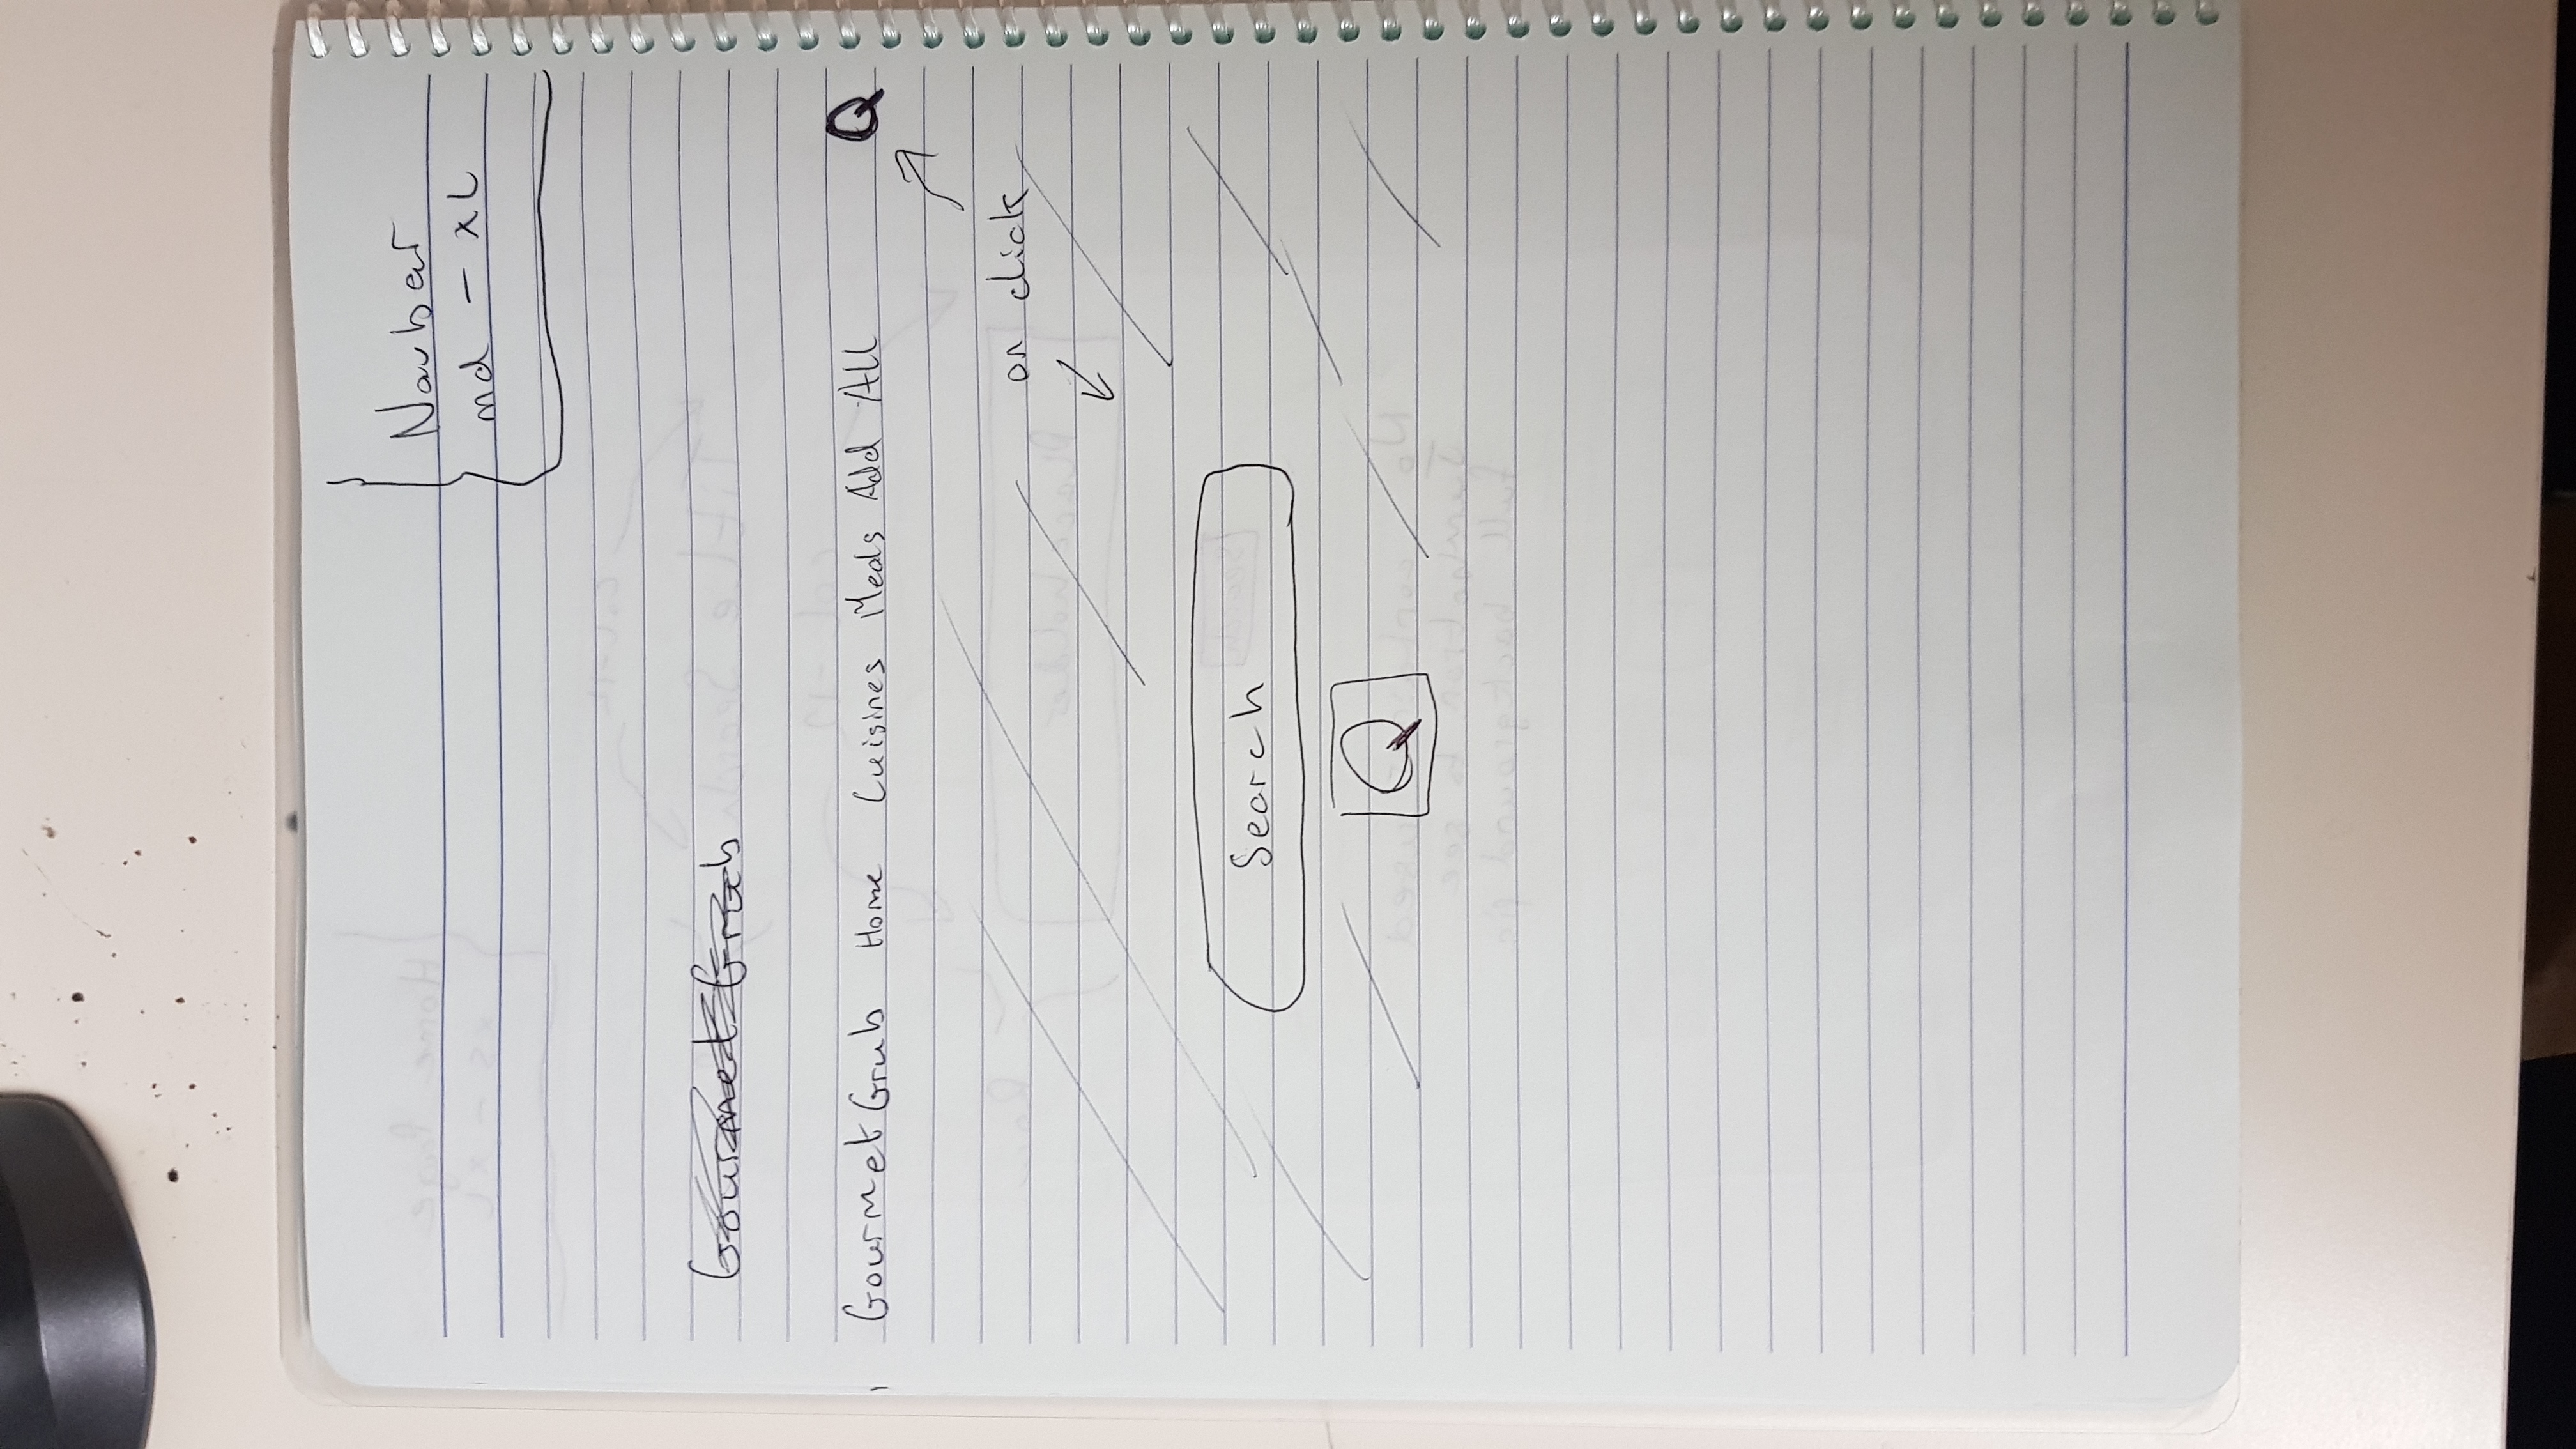 Navbar
md - XL
Gourmet Grub
Gourmet Grub Home Cuisines Meals Add All Q
on click
Search
Q